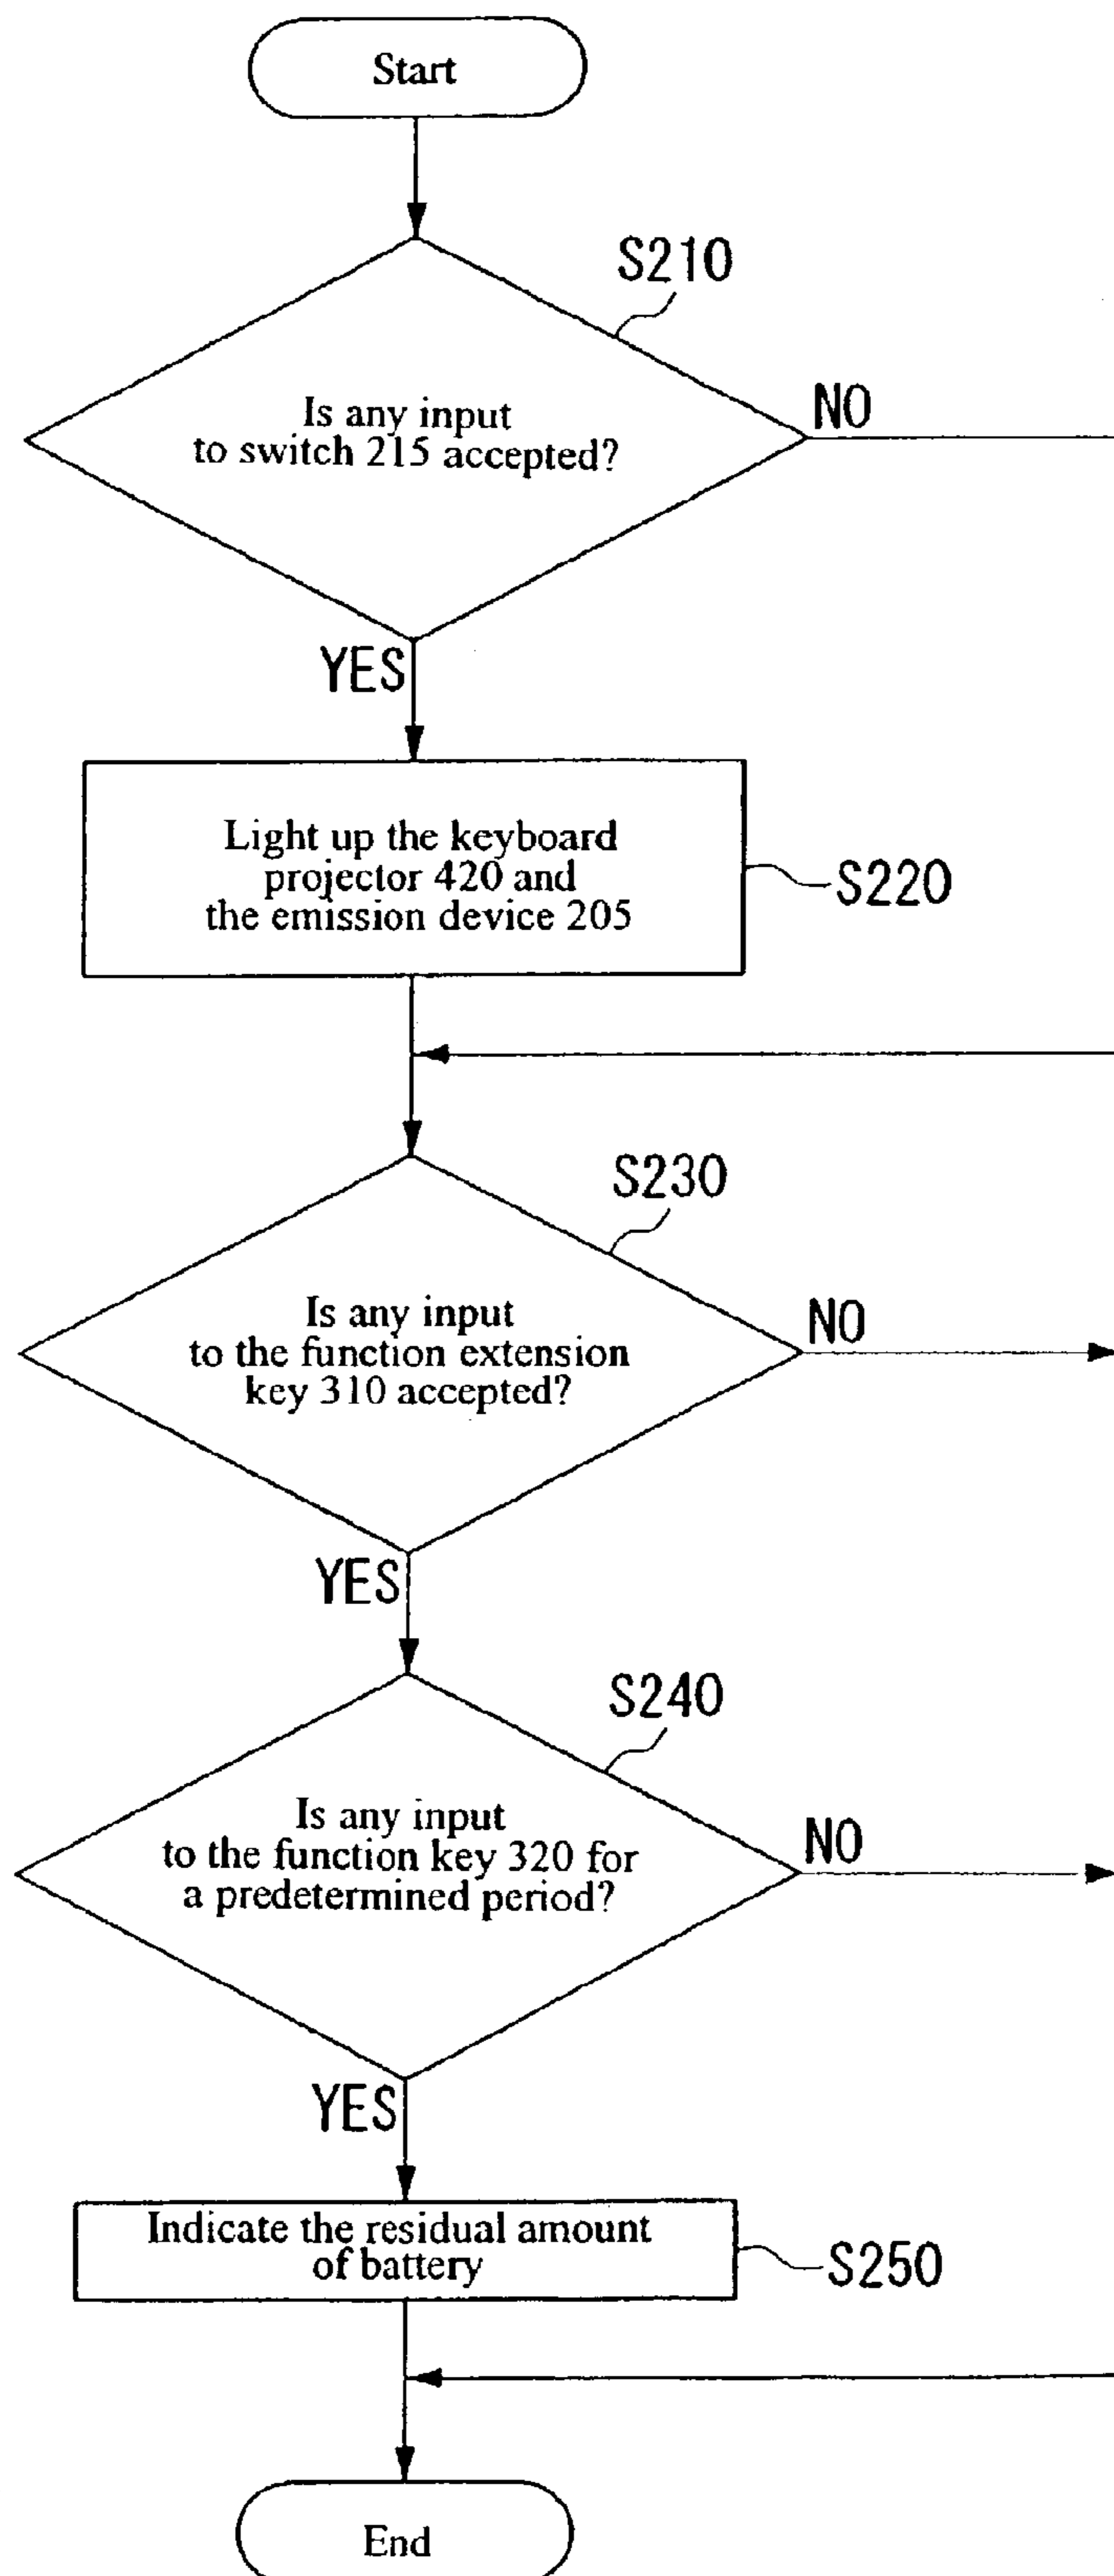 Start
S210
Is any input
to switch 215 accepted?
NO
YES
Light up the keyboard
projector 420 and
the emission device 205
S220
S230
Is any input
to the function extension
key 310 accepted?
NO
YES
S240
Is any input
to the function key 320 for
a predetermined period?
NO
YES
Indicate the residual amount
of battery
S250
End